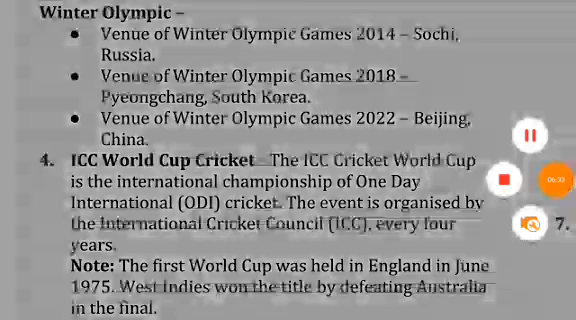 Winter Olympic –
• Venue of Winter Olympic Games 2014 – Sochi,
Russia.
• Venue of Winter Olympic Games 2018 –
Pyeongchang, South Korea.
• Venue of Winter Olympic Games 2022 – Beijing,
China.
4. ICC World Cup Cricket The ICC Cricket World Cup
is the international championship of One Day
International (ODI) cricket. The event is organised by
the International Cricket Council (ICC), every four
years.
Note: The first World Cup was held in England in June
1975. West Indies won the title by defeating Australia
in the final.
06:33
7.